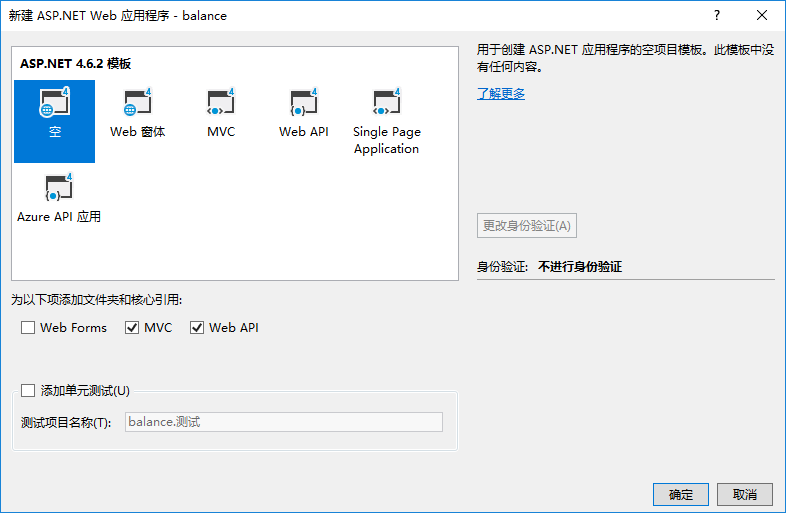 新建 ASP.NET Web 应用程序 - balance
ASP.NET 4.6.2 模板
空
Web 窗体
MVC
Web API
Single Page
Application
Azure API 应用
用于创建 ASP.NET 应用程序的空项目模板。此模板中没
有任何内容。
了解更多
更改身份验证(A)
身份验证: 不进行身份验证
为以下项添加文件夹和核心引用:
Web Forms MVC Web API
添加单元测试(U)
测试项目名称(T): balance.测试
确定 取消